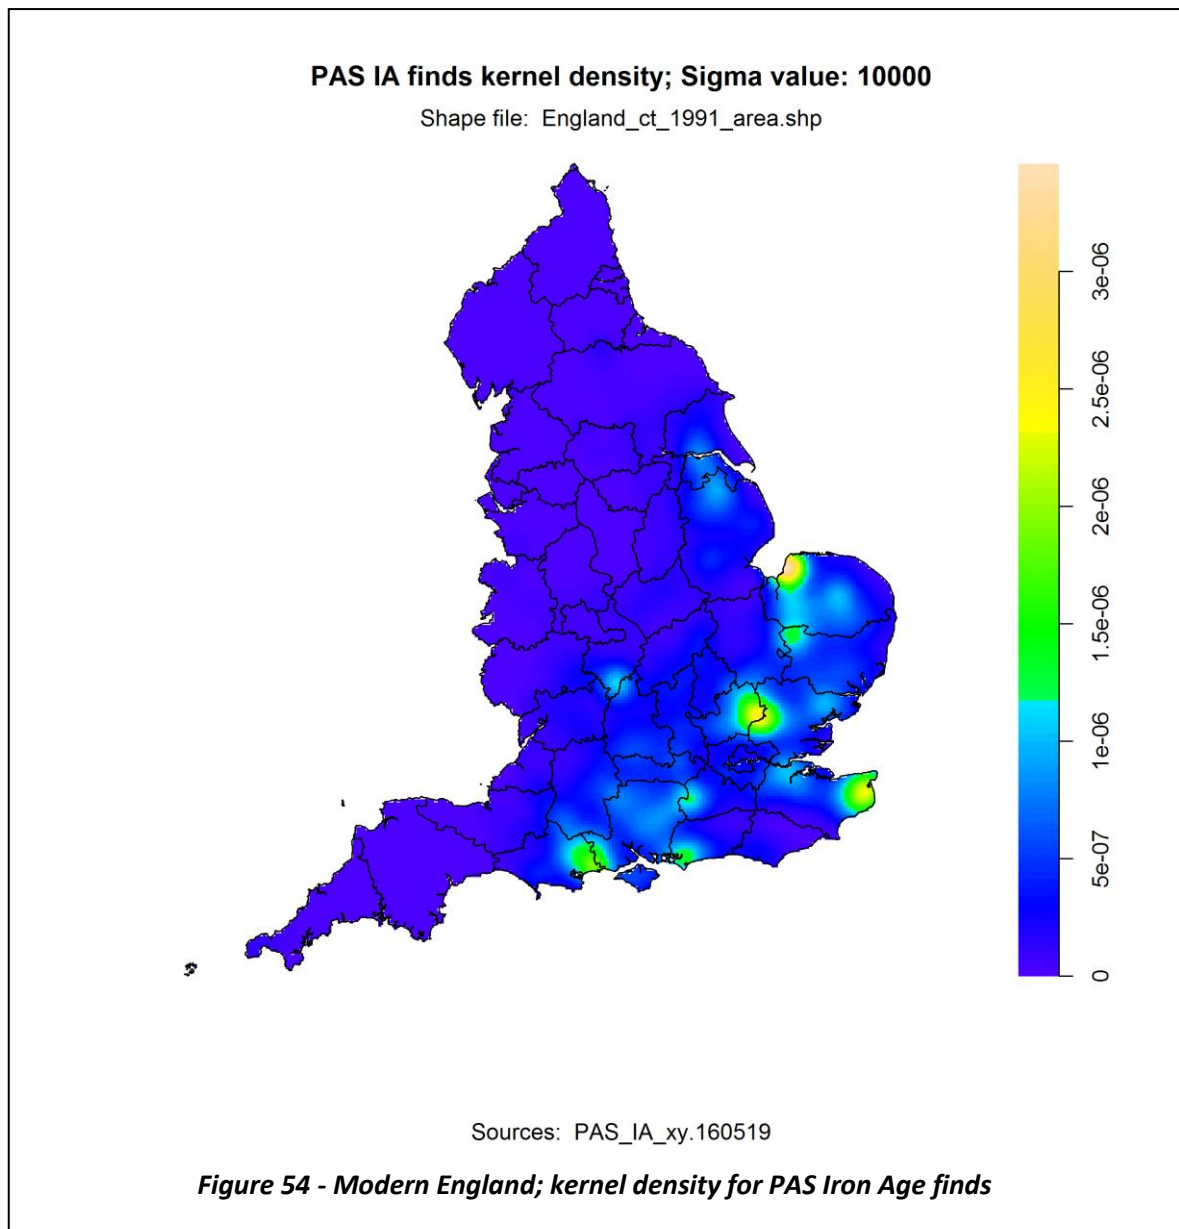 PAS IA finds kernel density; Sigma value: 10000
Shape file:  England_ct_1991_area.shp
3e-06
2.5e-06
2e-06
1.5e-06
1e-06
5e-07
0
Sources:  PAS_IA_xy.160519
Figure 54 - Modern England; kernel density for PAS Iron Age finds